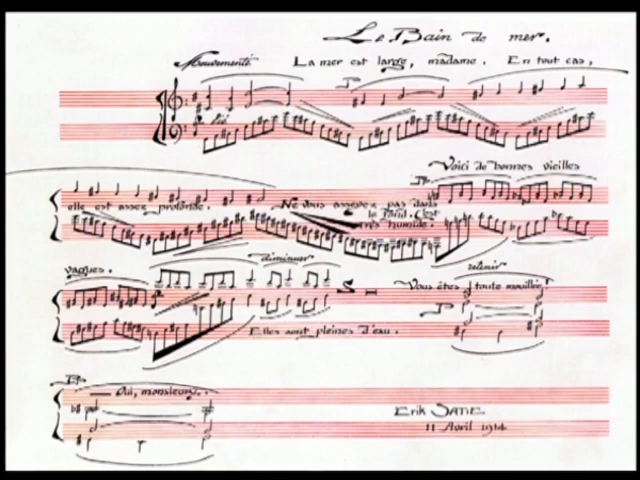 Le Bain de mer.
Mouvementé
La mer est large, madame. En tout cas,
p
lié
Voici de bonnes vieilles
elle est assez profonde.
Ne vous asseyez pas dans
le fond. C'est
très humide.
vagues.
diminuer
retenir
Vous êtes toute mouillée!
Elles sont pleines d'eau.
p
Oui, monsieur.
Erik SATIE
11 Avril 1914